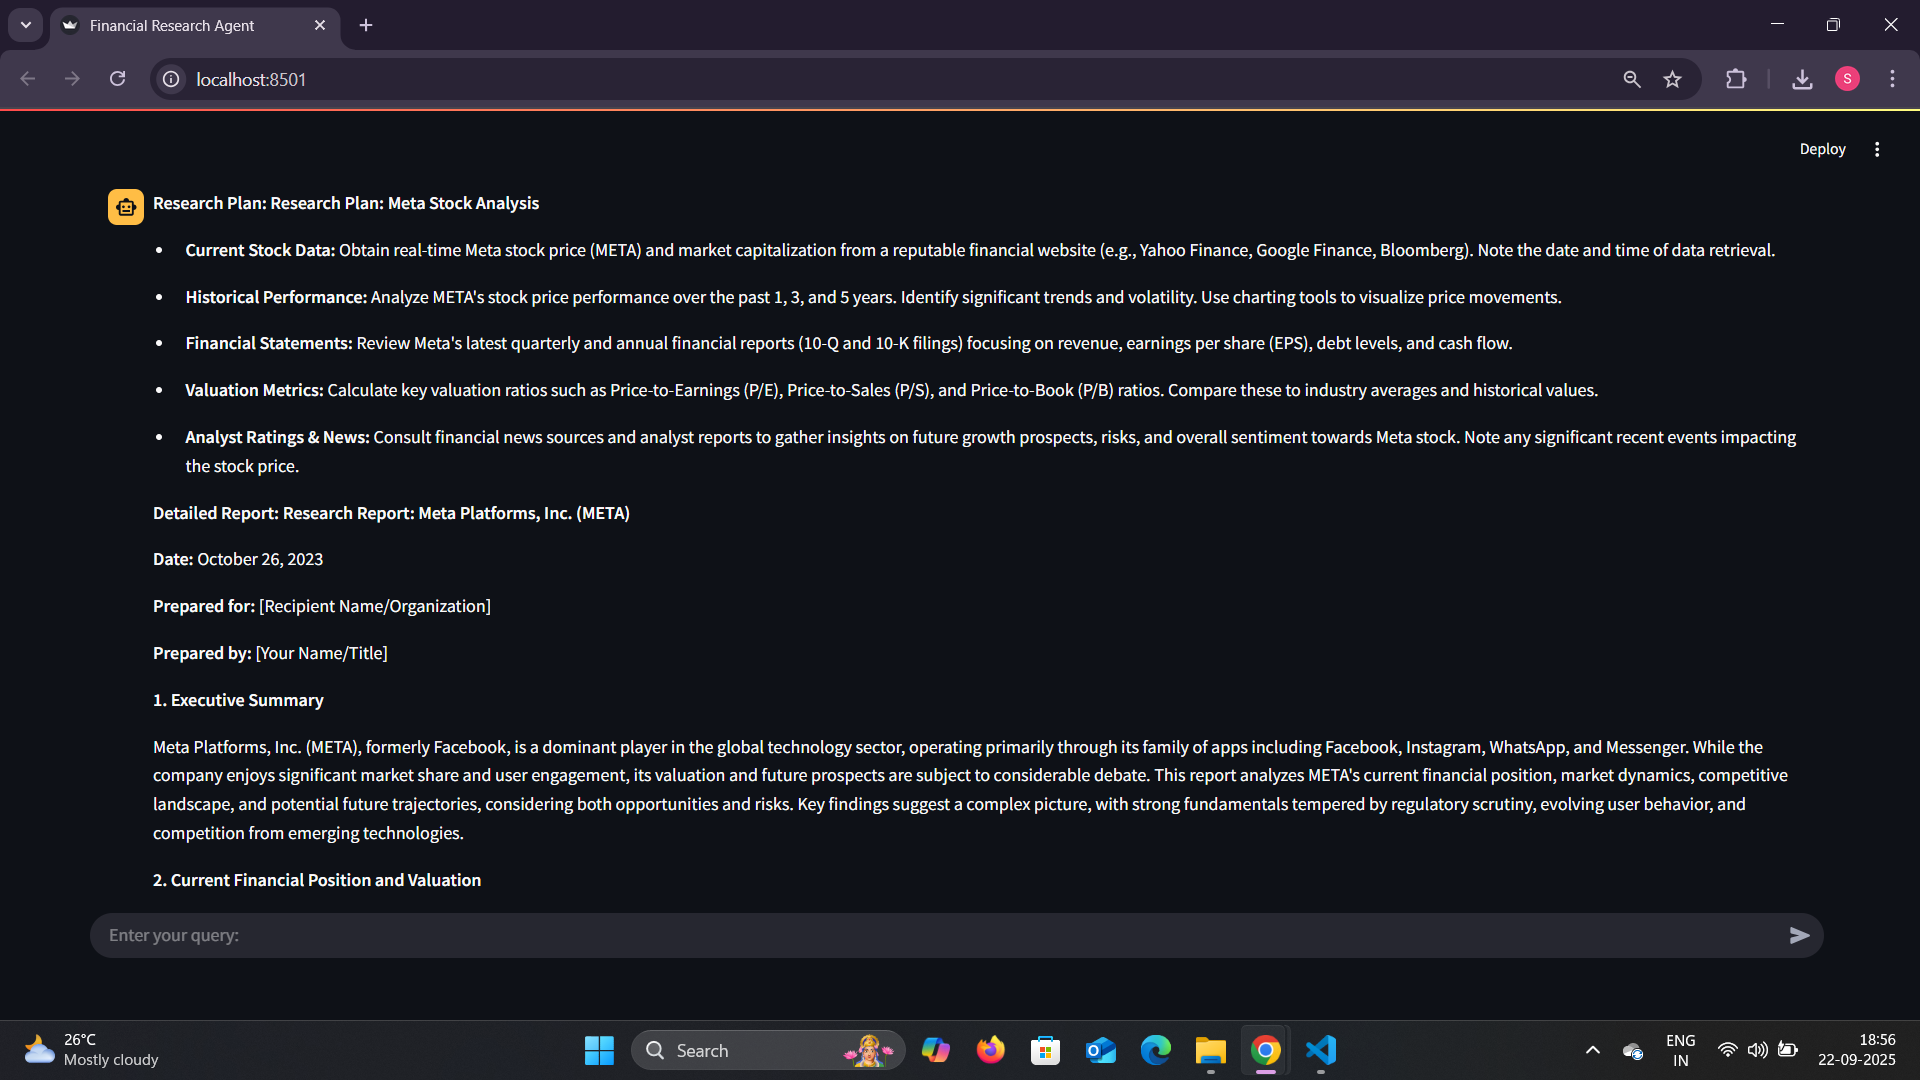 Financial Research Agent
localhost:8501
S
Deploy
Research Plan: Research Plan: Meta Stock Analysis
• Current Stock Data: Obtain real-time Meta stock price (META) and market capitalization from a reputable financial website (e.g., Yahoo Finance, Google Finance, Bloomberg). Note the date and time of data retrieval.
• Historical Performance: Analyze META's stock price performance over the past 1, 3, and 5 years. Identify significant trends and volatility. Use charting tools to visualize price movements.
• Financial Statements: Review Meta's latest quarterly and annual financial reports (10-Q and 10-K filings) focusing on revenue, earnings per share (EPS), debt levels, and cash flow.
• Valuation Metrics: Calculate key valuation ratios such as Price-to-Earnings (P/E), Price-to-Sales (P/S), and Price-to-Book (P/B) ratios. Compare these to industry averages and historical values.
• Analyst Ratings & News: Consult financial news sources and analyst reports to gather insights on future growth prospects, risks, and overall sentiment towards Meta stock. Note any significant recent events impacting
the stock price.
Detailed Report: Research Report: Meta Platforms, Inc. (META)
Date: October 26, 2023
Prepared for: [Recipient Name/Organization]
Prepared by: [Your Name/Title]
1. Executive Summary
Meta Platforms, Inc. (META), formerly Facebook, is a dominant player in the global technology sector, operating primarily through its family of apps including Facebook, Instagram, WhatsApp, and Messenger. While the
company enjoys significant market share and user engagement, its valuation and future prospects are subject to considerable debate. This report analyzes META's current financial position, market dynamics, competitive
landscape, and potential future trajectories, considering both opportunities and risks. Key findings suggest a complex picture, with strong fundamentals tempered by regulatory scrutiny, evolving user behavior, and
competition from emerging technologies.
2. Current Financial Position and Valuation
Enter your query:
26°C
Mostly cloudy
Search
ENG
IN
18:56
22-09-2025